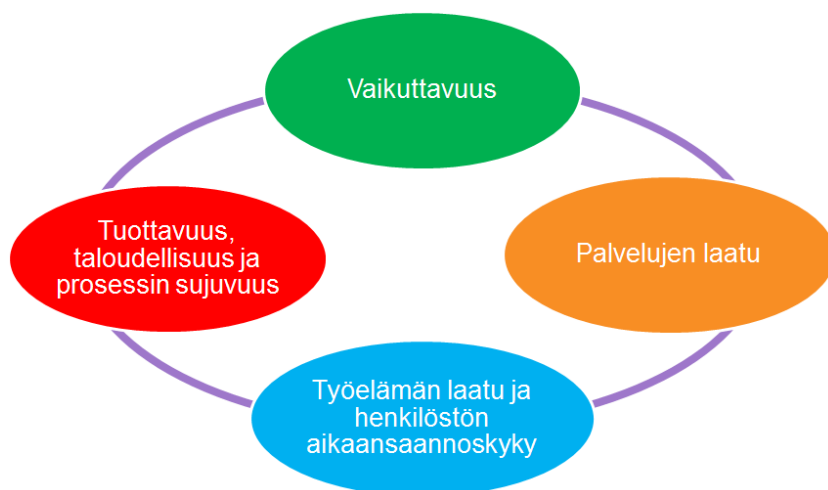 Vaikuttavuus
Tuottavuus,
taloudellisuus ja
prosessin sujuvuus
Palvelujen laatu
Työelämän laatu ja
henkilöstön
aikaansaannoskyky